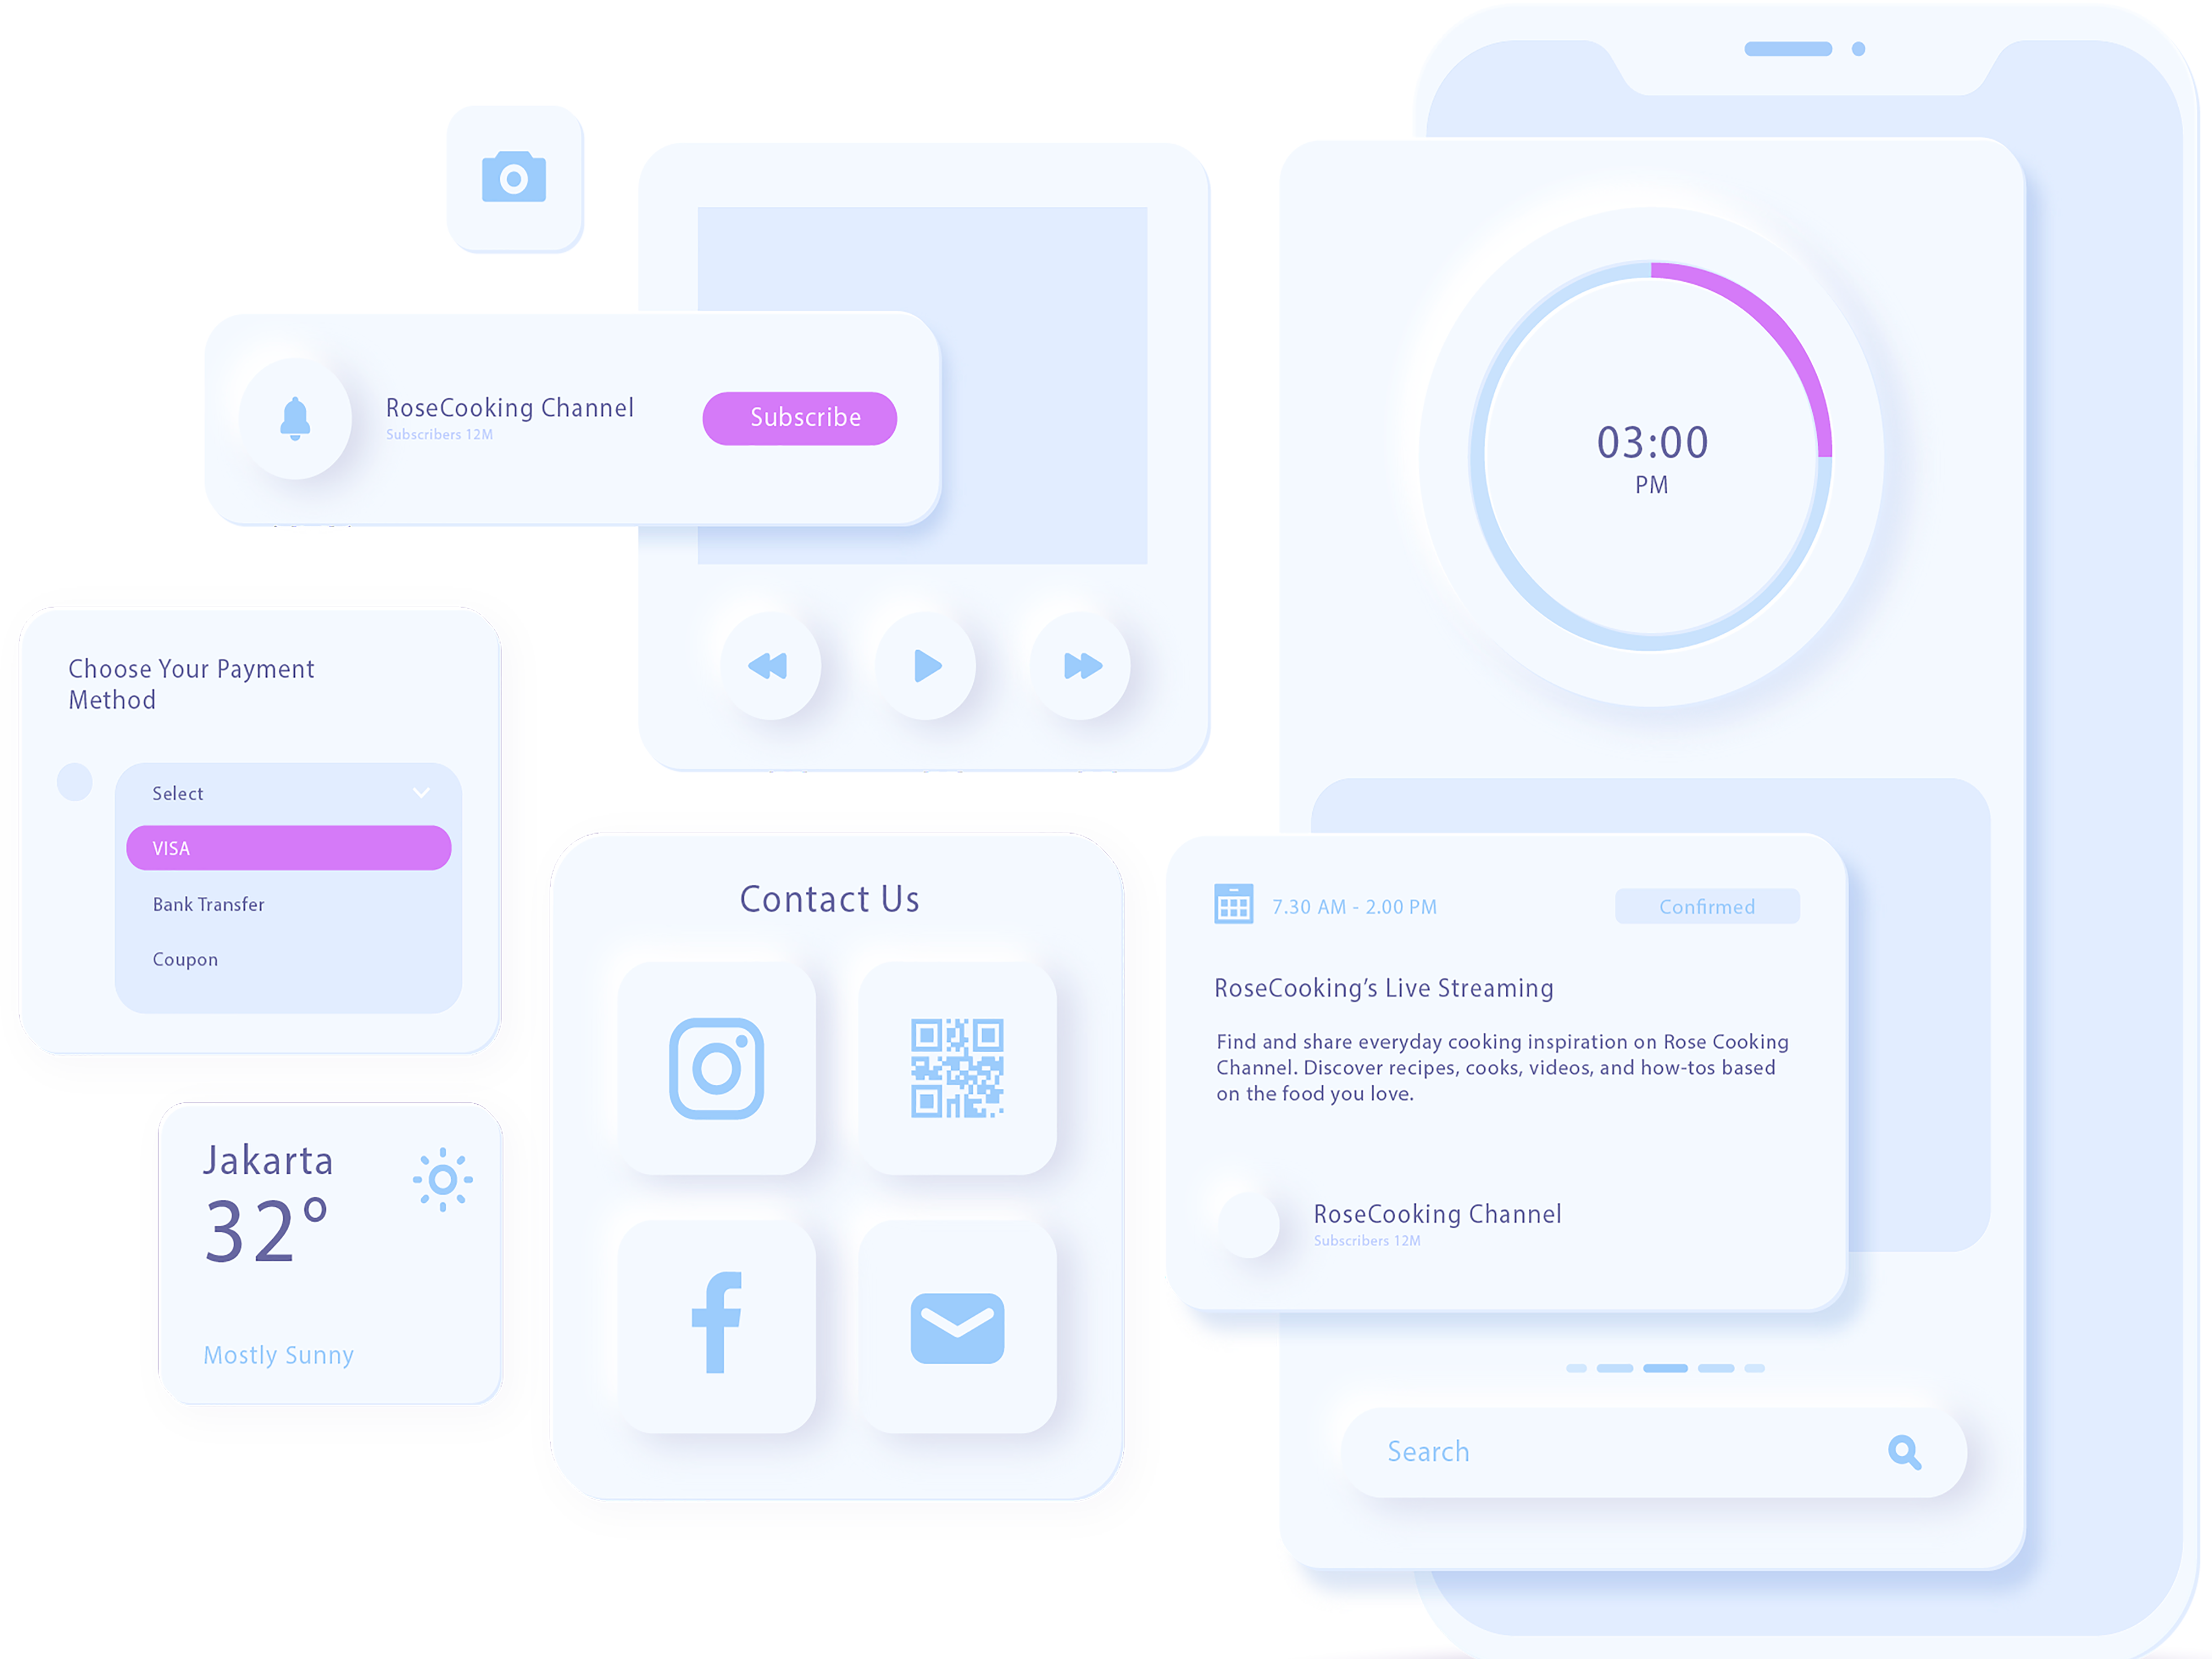 RoseCooking Channel
Subscribers 12M
Subscribe
03:00
PM
Choose Your Payment
Method
Select
VISA
Bank Transfer
Coupon
Contact Us
7.30 AM - 2.00 PM
Confirmed
RoseCooking’s Live Streaming
Find and share everyday cooking inspiration on Rose Cooking
Channel. Discover recipes, cooks, videos, and how-tos based
on the food you love.
RoseCooking Channel
Subscribers 12M
Jakarta
32°
Mostly Sunny
Search